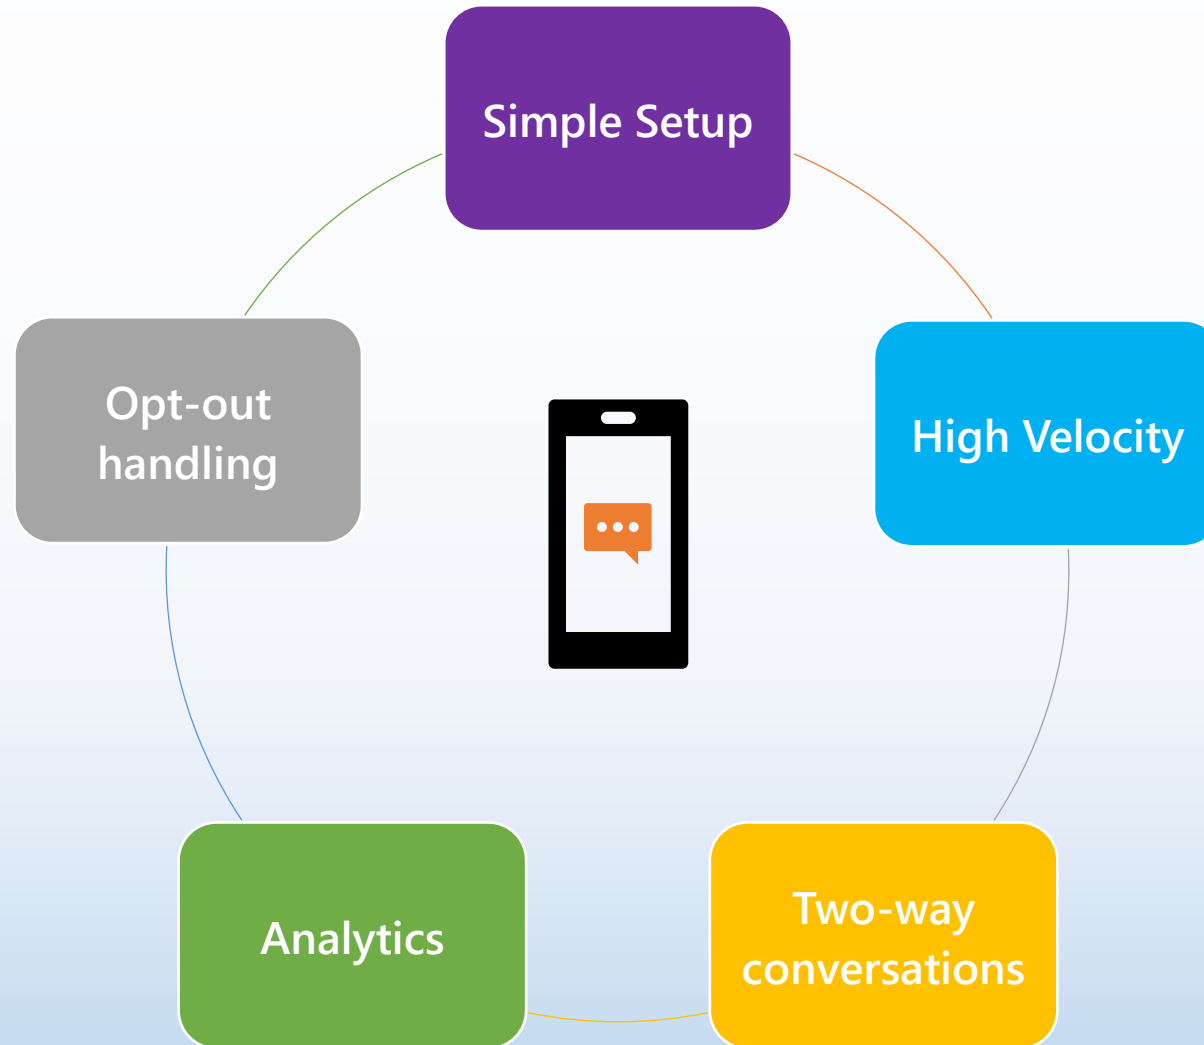 Simple Setup
Opt-out
handling
High Velocity
Analytics
Two-way
conversations